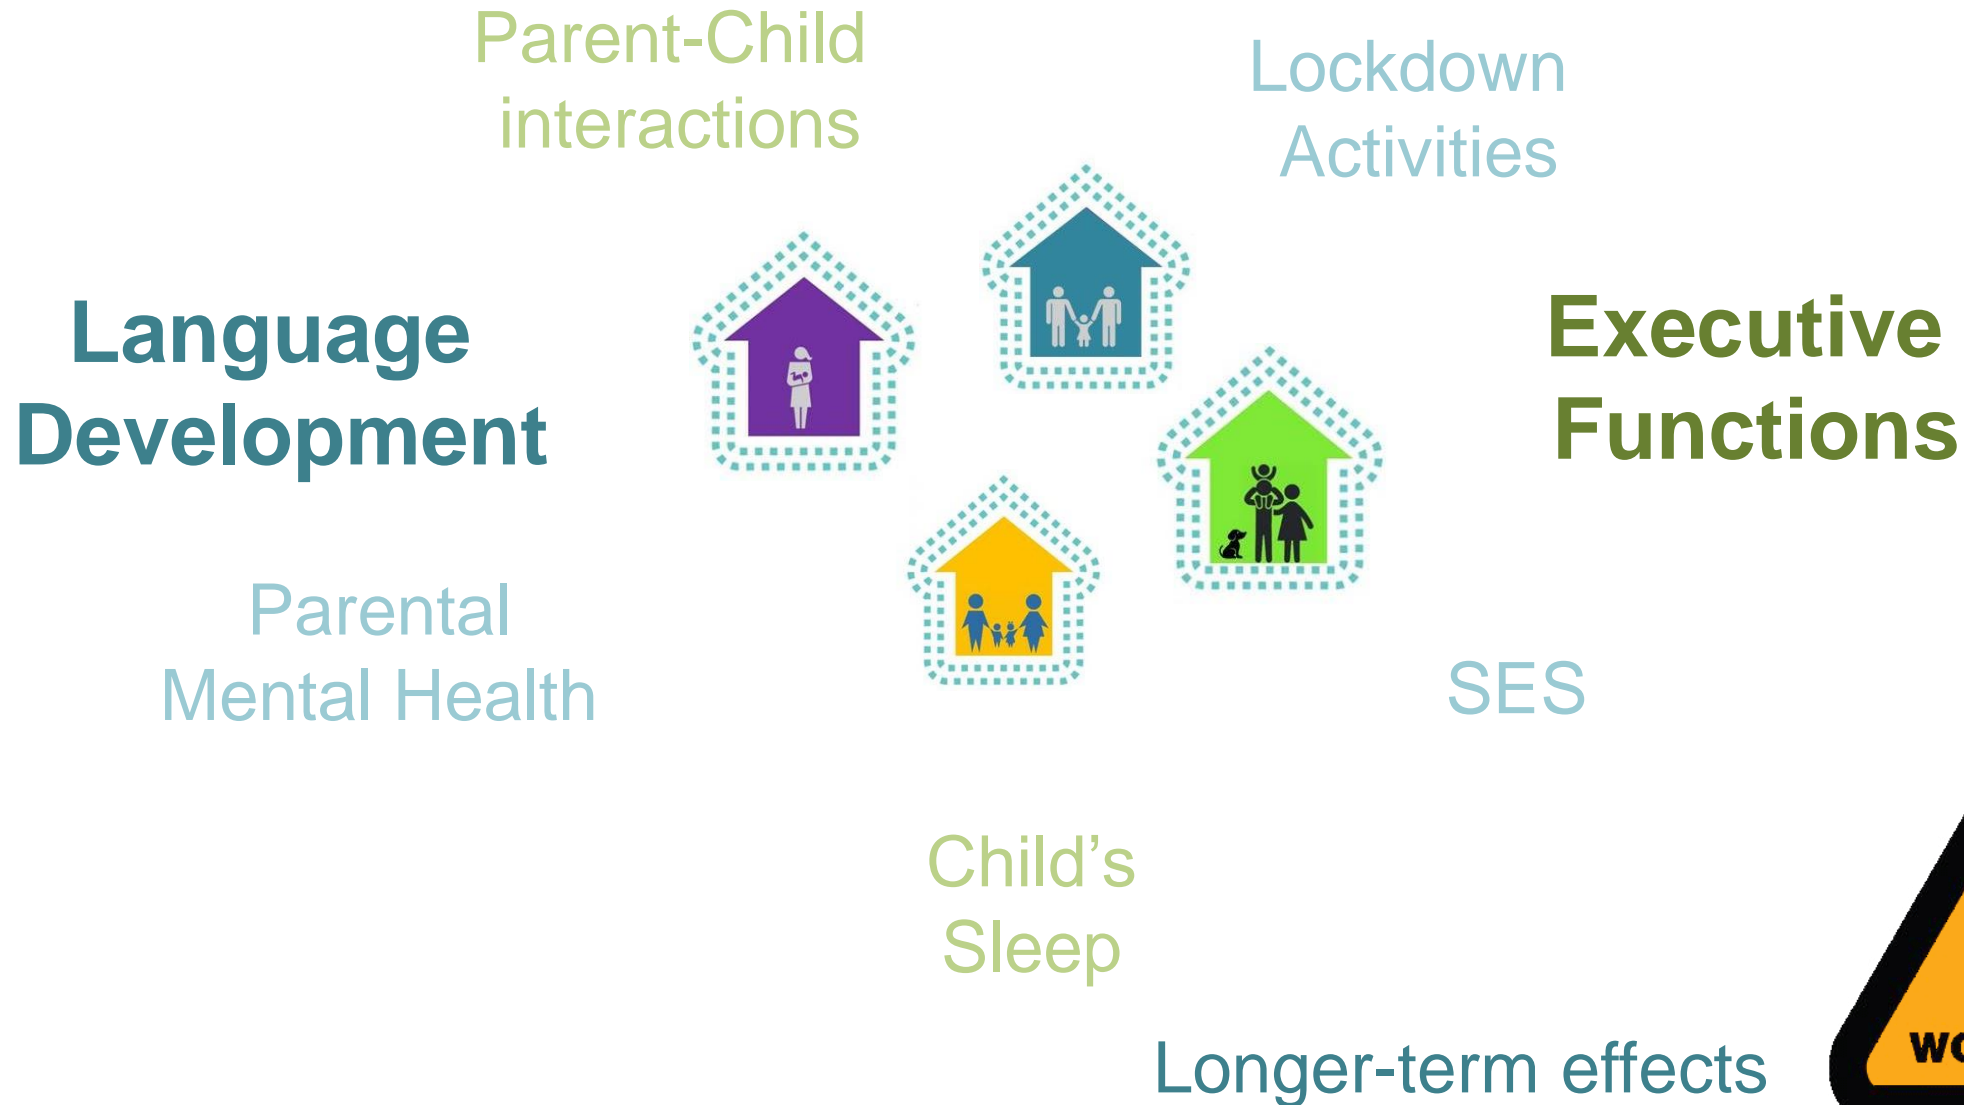 Parent-Child
interactions
Lockdown
Activities
Language
Development
Executive
Functions
Parental
Mental Health
SES
Child’s
Sleep
Longer-term effects